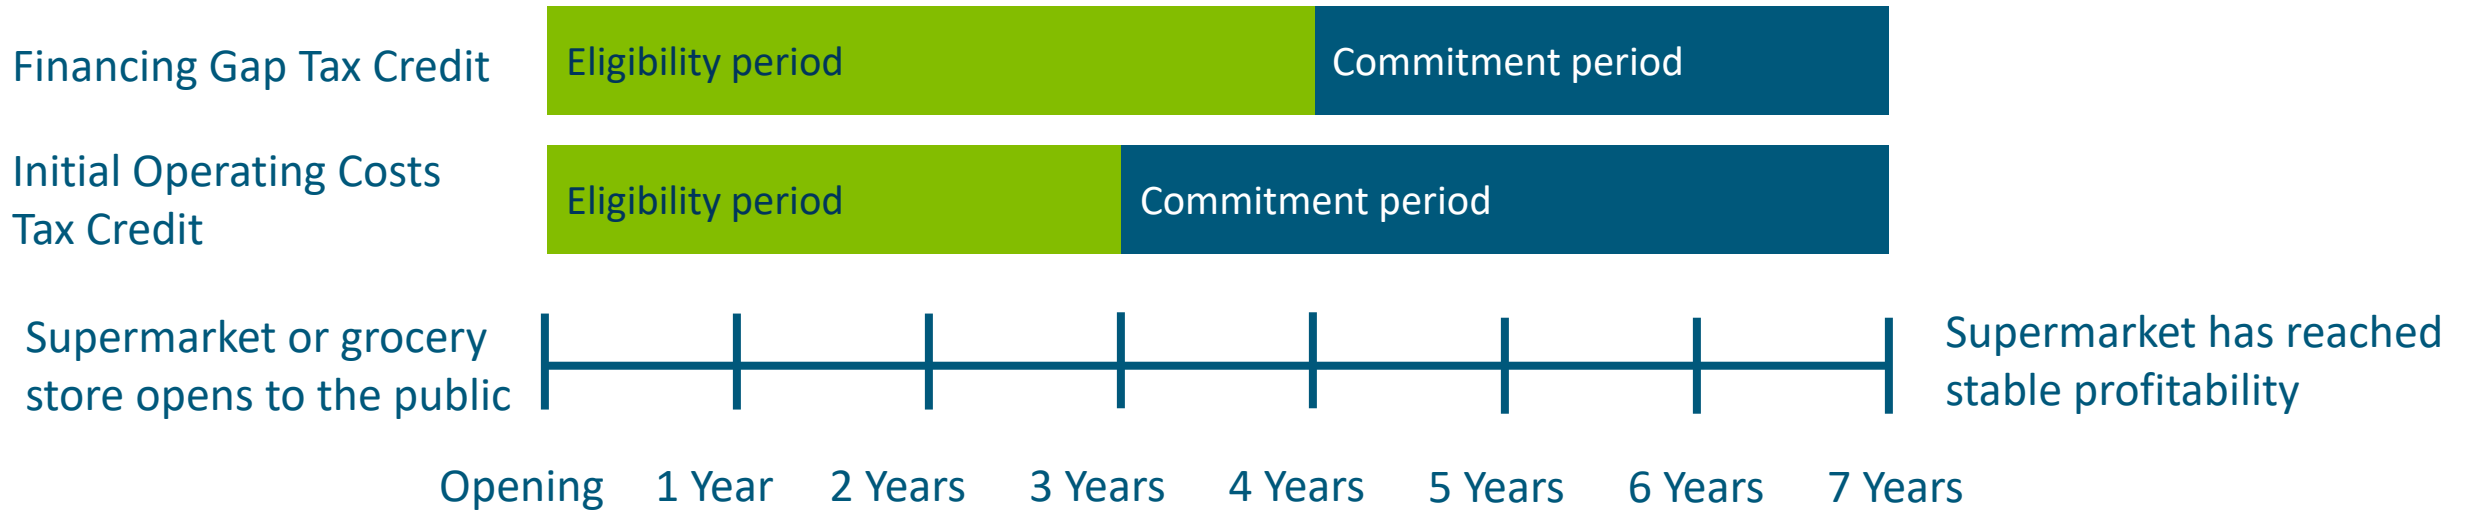 Financing Gap Tax Credit
Eligibility period
Commitment period
Initial Operating Costs
Tax Credit
Eligibility period
Commitment period
Supermarket or grocery
store opens to the public
Supermarket has reached
stable profitability
Opening
1 Year
2 Years
3 Years
4 Years
5 Years
6 Years
7 Years